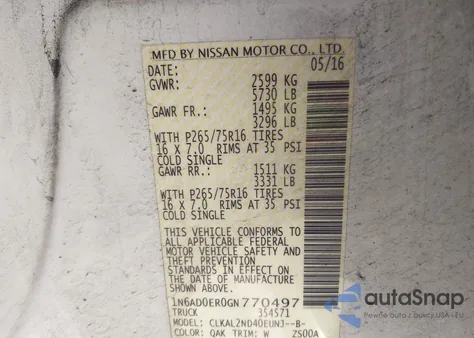 MFD BY NISSAN MOTOR CO., LTD.
DATE: 05/16
GVWR: 2599 KG
5730 LB
GAWR FR.: 1495 KG
3296 LB
WITH P265/75R16 TIRES
16 X 7.0 RIMS AT 35 PSI
COLD SINGLE
GAWR RR.: 1511 KG
3331 LB
WITH P265/75R16 TIRES
16 X 7.0 RIMS AT 35 PSI
COLD SINGLE
THIS VEHICLE CONFORMS TO
ALL APPLICABLE FEDERAL
MOTOR VEHICLE SAFETY
/THEFT PREVENTION
STANDARDS IN EFFECT ON
THE DATE OF MANUFACTURE
SHOWN ABOVE.
1N6AD0ER0GN770497
TRUCK 354571
MODEL: CLKALZND40EUNJ--B-
COLOR: QAK TRIM: W ZS00A
autoSnap